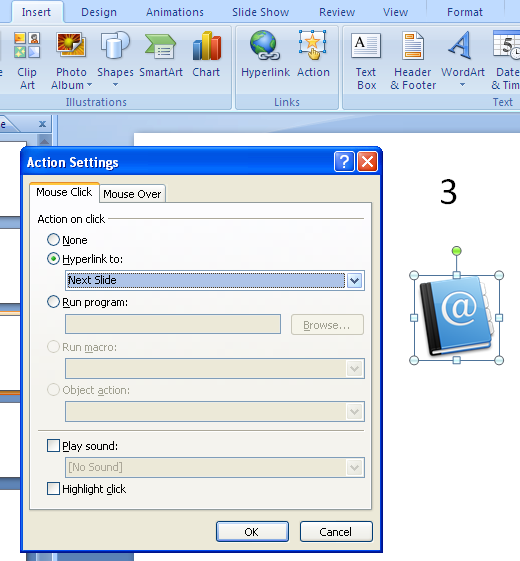 Insert Design Animations Slide Show Review View Format
Clip Art
Photo Album
Shapes
SmartArt
Chart
Hyperlink
Action
Text Box
Header & Footer
WordArt
Date
Illustrations Links Text
Action Settings
3
Mouse Click Mouse Over
Action on click
None
Hyperlink to:
Next Slide
@
Run program:
Browse...
Run macro:
Object action:
Play sound:
[No Sound]
Highlight click
OK Cancel